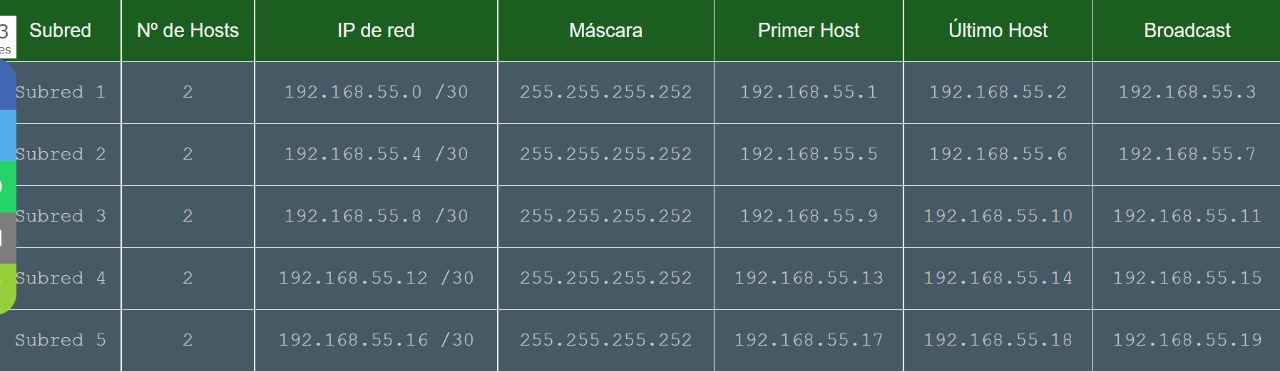 3
es
Subred Nº de Hosts IP de red Máscara Primer Host Último Host Broadcast
Subred 1 2 192.168.55.0 /30 255.255.255.252 192.168.55.1 192.168.55.2 192.168.55.3
Subred 2 2 192.168.55.4 /30 255.255.255.252 192.168.55.5 192.168.55.6 192.168.55.7
Subred 3 2 192.168.55.8 /30 255.255.255.252 192.168.55.9 192.168.55.10 192.168.55.11
Subred 4 2 192.168.55.12 /30 255.255.255.252 192.168.55.13 192.168.55.14 192.168.55.15
Subred 5 2 192.168.55.16 /30 255.255.255.252 192.168.55.17 192.168.55.18 192.168.55.19